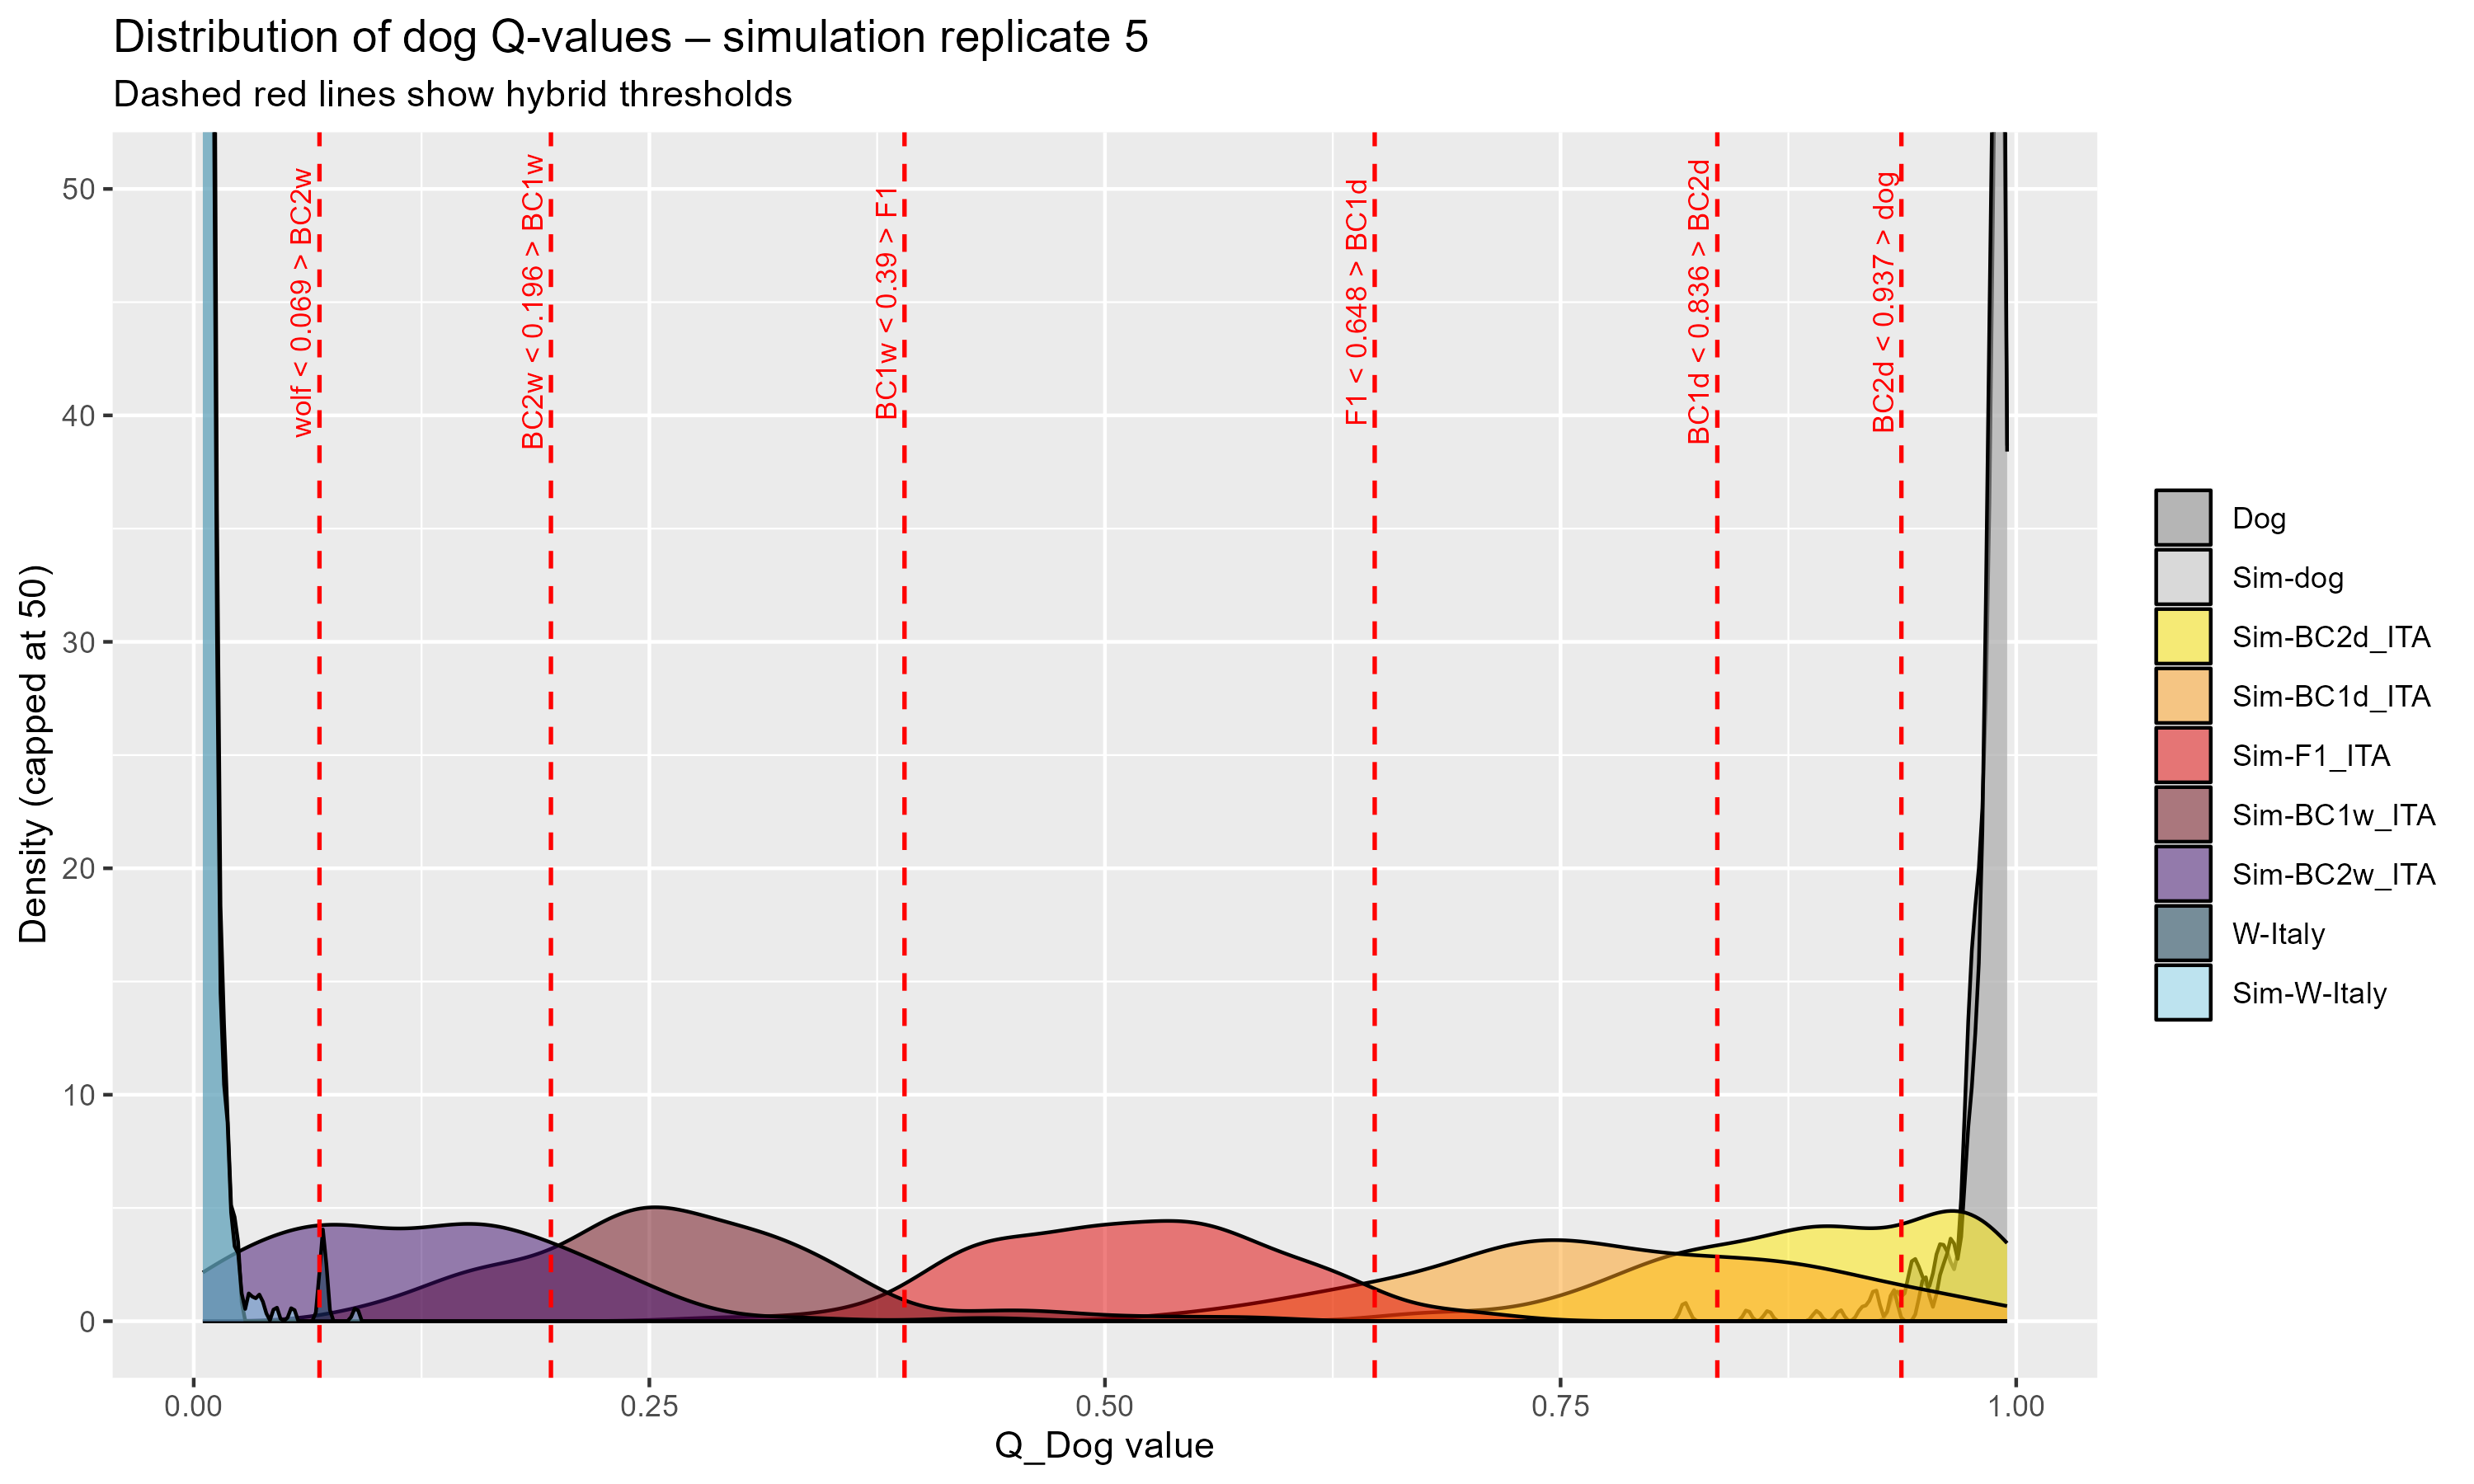 Distribution of dog Q-values – simulation replicate 5
Dashed red lines show hybrid thresholds
Density (capped at 50)
50
40
30
20
10
0
wolf < 0.069 > BC2w
BC2w < 0.196 > BC1w
BC1w < 0.39 > F1
F1 < 0.648 > BC1d
BC1d < 0.836 > BC2d
BC2d < 0.937 > dog
0.00
0.25
0.50
0.75
1.00
Q_Dog value
Dog
Sim-dog
Sim-BC2d_ITA
Sim-BC1d_ITA
Sim-F1_ITA
Sim-BC1w_ITA
Sim-BC2w_ITA
W-Italy
Sim-W-Italy